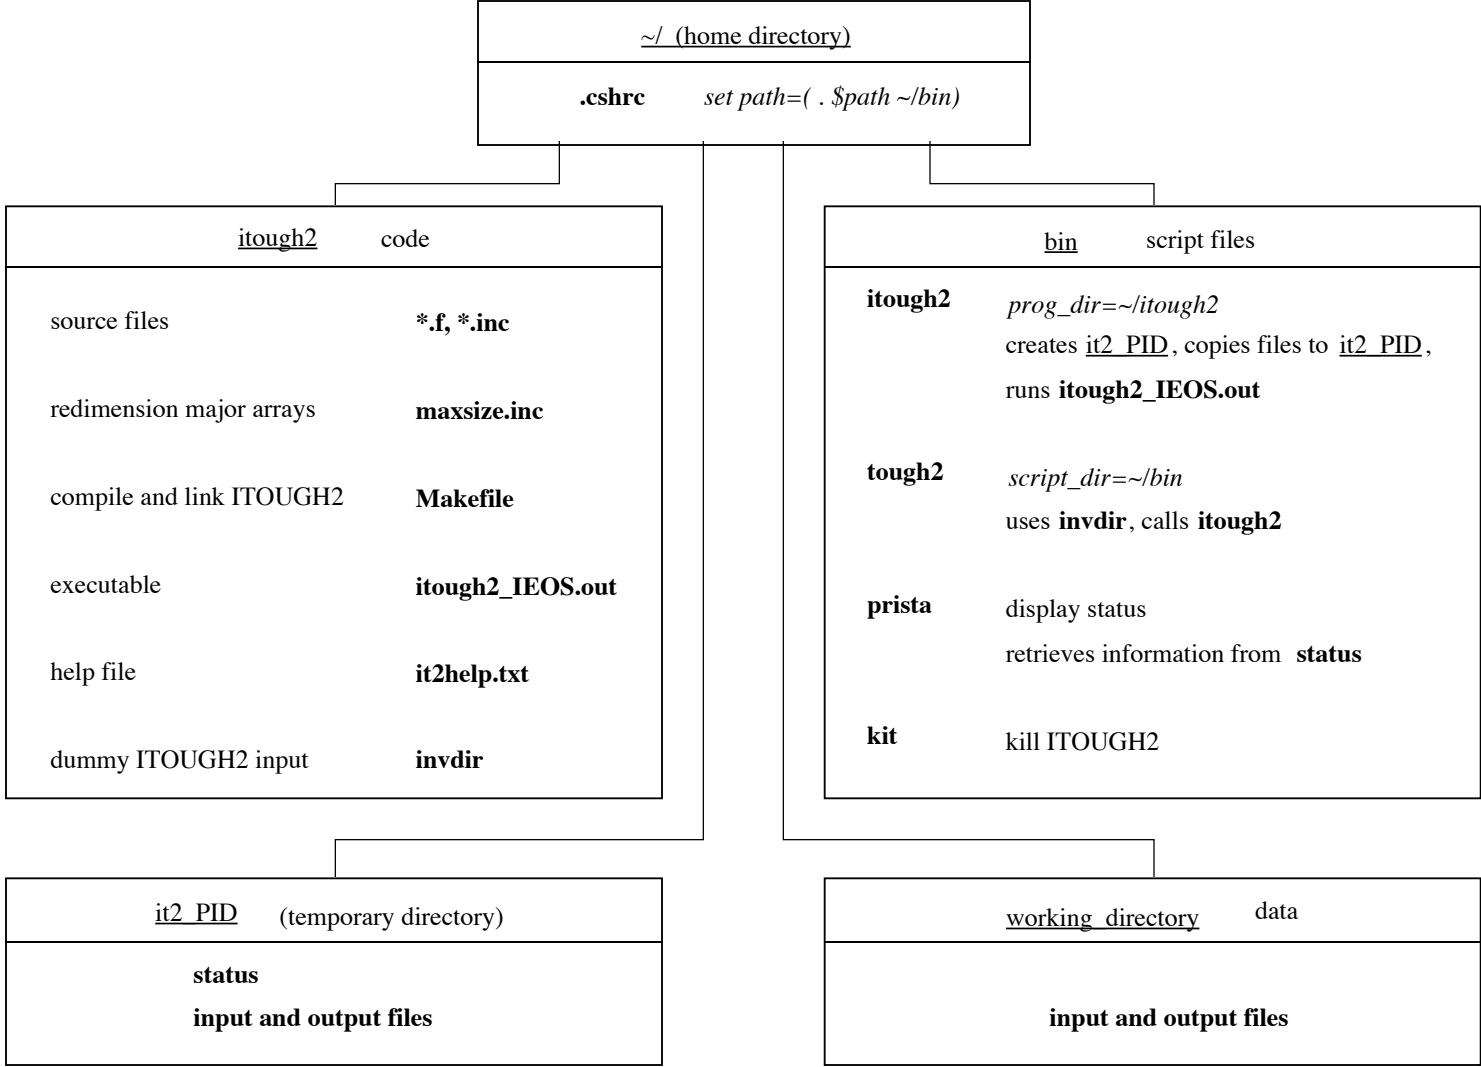 ~/ (home directory)
.cshrc set path=( . $path ~/bin)
itough2 code
source files *.f, *.inc
redimension major arrays maxsize.inc
compile and link ITOUGH2 Makefile
executable itough2_IEOS.out
help file it2help.txt
dummy ITOUGH2 input invdir
bin script files
itough2 prog_dir=~/itough2
creates it2_PID, copies files to it2_PID,
runs itough2_IEOS.out
tough2 script_dir=~/bin
uses invdir, calls itough2
prista display status
retrieves information from status
kit kill ITOUGH2
it2_PID (temporary directory)
status
input and output files
working_directory data
input and output files